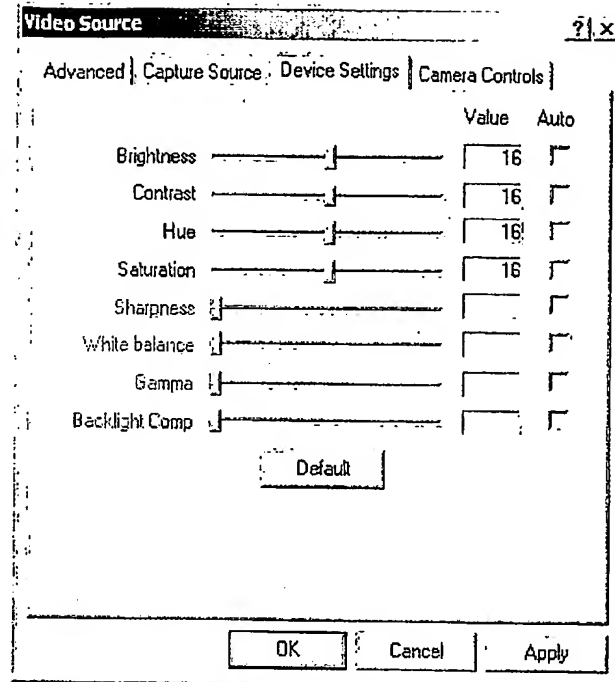 Video Source ? x
Advanced Capture Source Device Settings Camera Controls
Value Auto
Brightness 16
Contrast 16
Hue 16
Saturation 16
Sharpness
White balance
Gamma
Backlight Comp
Default
OK Cancel Apply